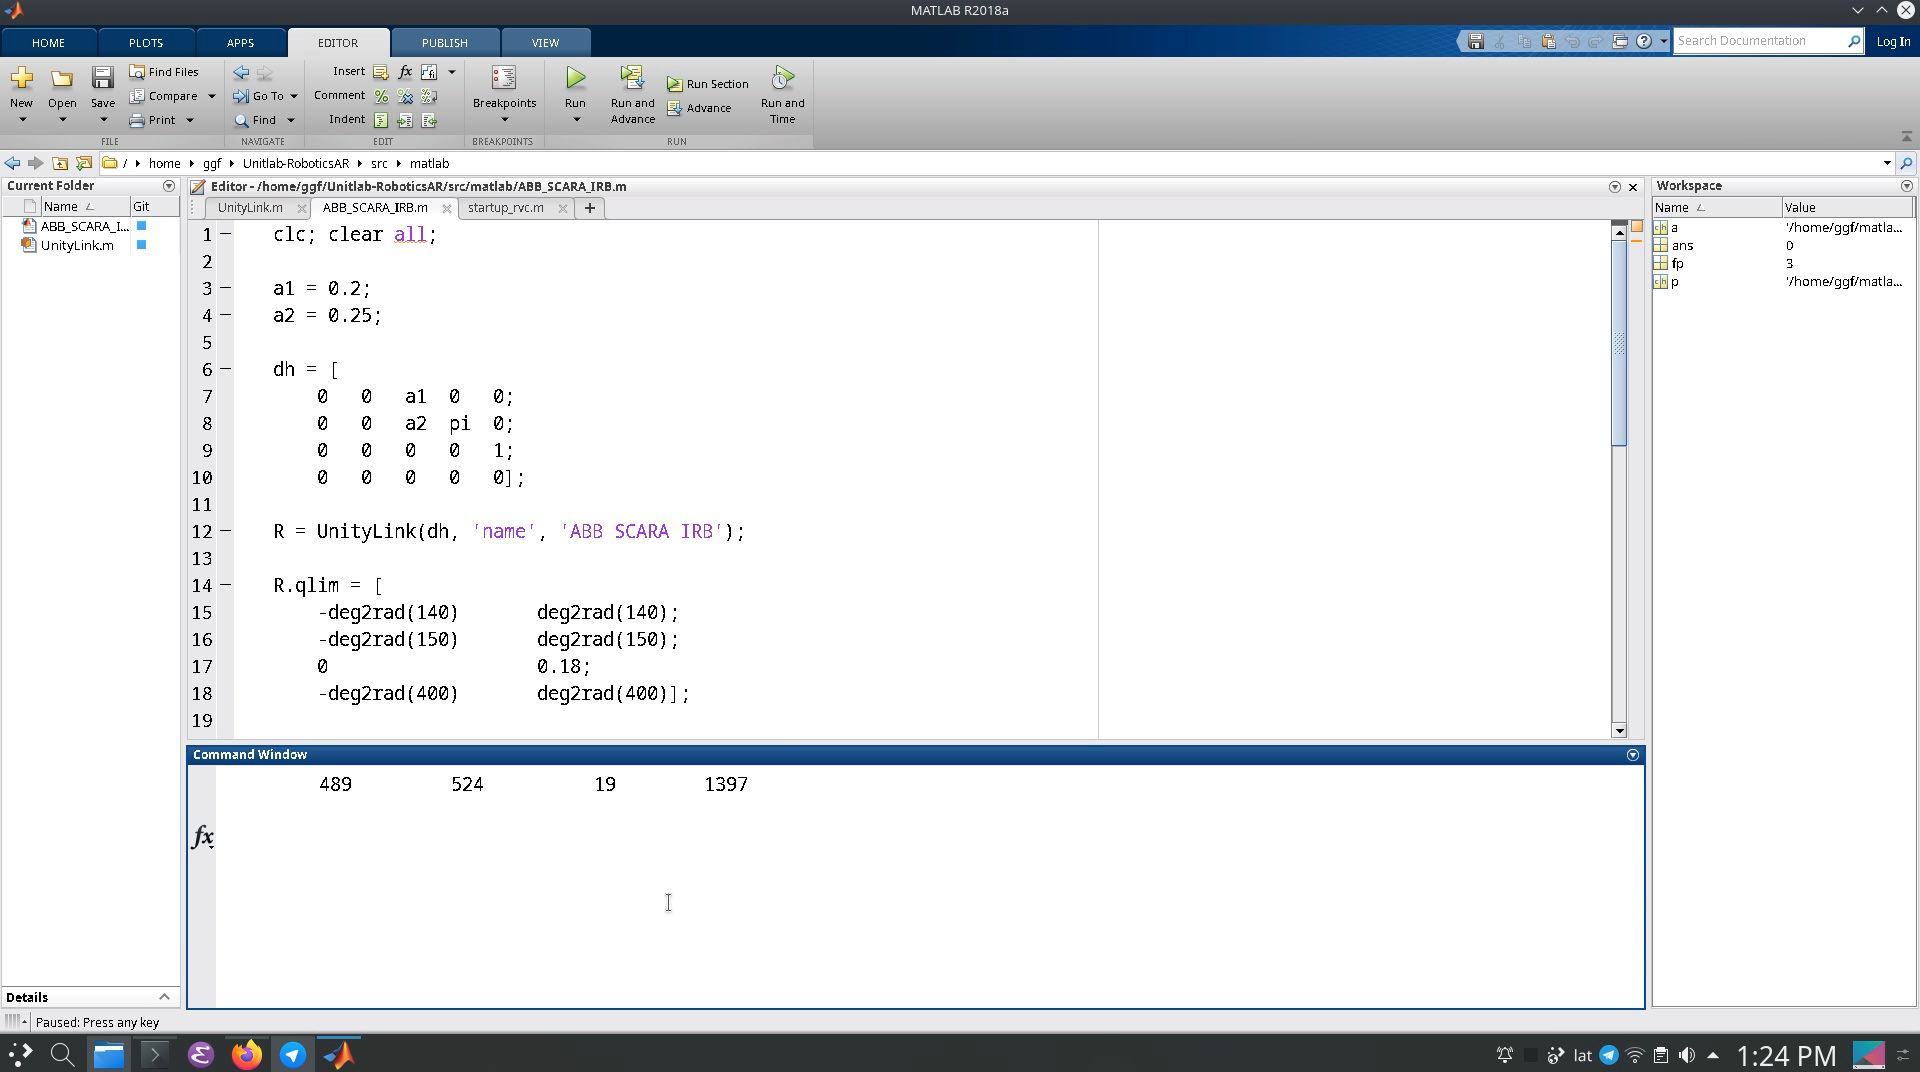 MATLAB R2018a
HOME PLOTS APPS EDITOR PUBLISH VIEW
Search Documentation
Log In
New
Open
Save
Find Files
Compare
Print
FILE
Go To
Find
NAVIGATE
Insert fx
Comment
Indent
EDIT
Breakpoints
BREAKPOINTS
Run
Run and Advance
Run Section
Advance
Run and Time
RUN
/ home ggf Unitlab-RoboticsAR src matlab
Current Folder
Name Git
ABB_SCARA_I...
UnityLink.m
Details
Editor - /home/ggf/Unitlab-RoboticsAR/src/matlab/ABB_SCARA_IRB.m
UnityLink.m ABB_SCARA_IRB.m startup_rvc.m +
1 – clc; clear all;
2
3 – a1 = 0.2;
4 – a2 = 0.25;
5
6 – dh = [
7 0 0 a1 0 0;
8 0 0 a2 pi 0;
9 0 0 0 0 1;
10 0 0 0 0 0];
11
12 – R = UnityLink(dh, 'name', 'ABB SCARA IRB');
13
14 – R.qlim = [
15 -deg2rad(140) deg2rad(140);
16 -deg2rad(150) deg2rad(150);
17 0 0.18;
18 -deg2rad(400) deg2rad(400)];
19
Command Window
489 524 19 1397
fx
Workspace
Name Value
a '/home/ggf/matla...
ans 0
fp 3
p '/home/ggf/matla...
Paused: Press any key
lat
1:24 PM